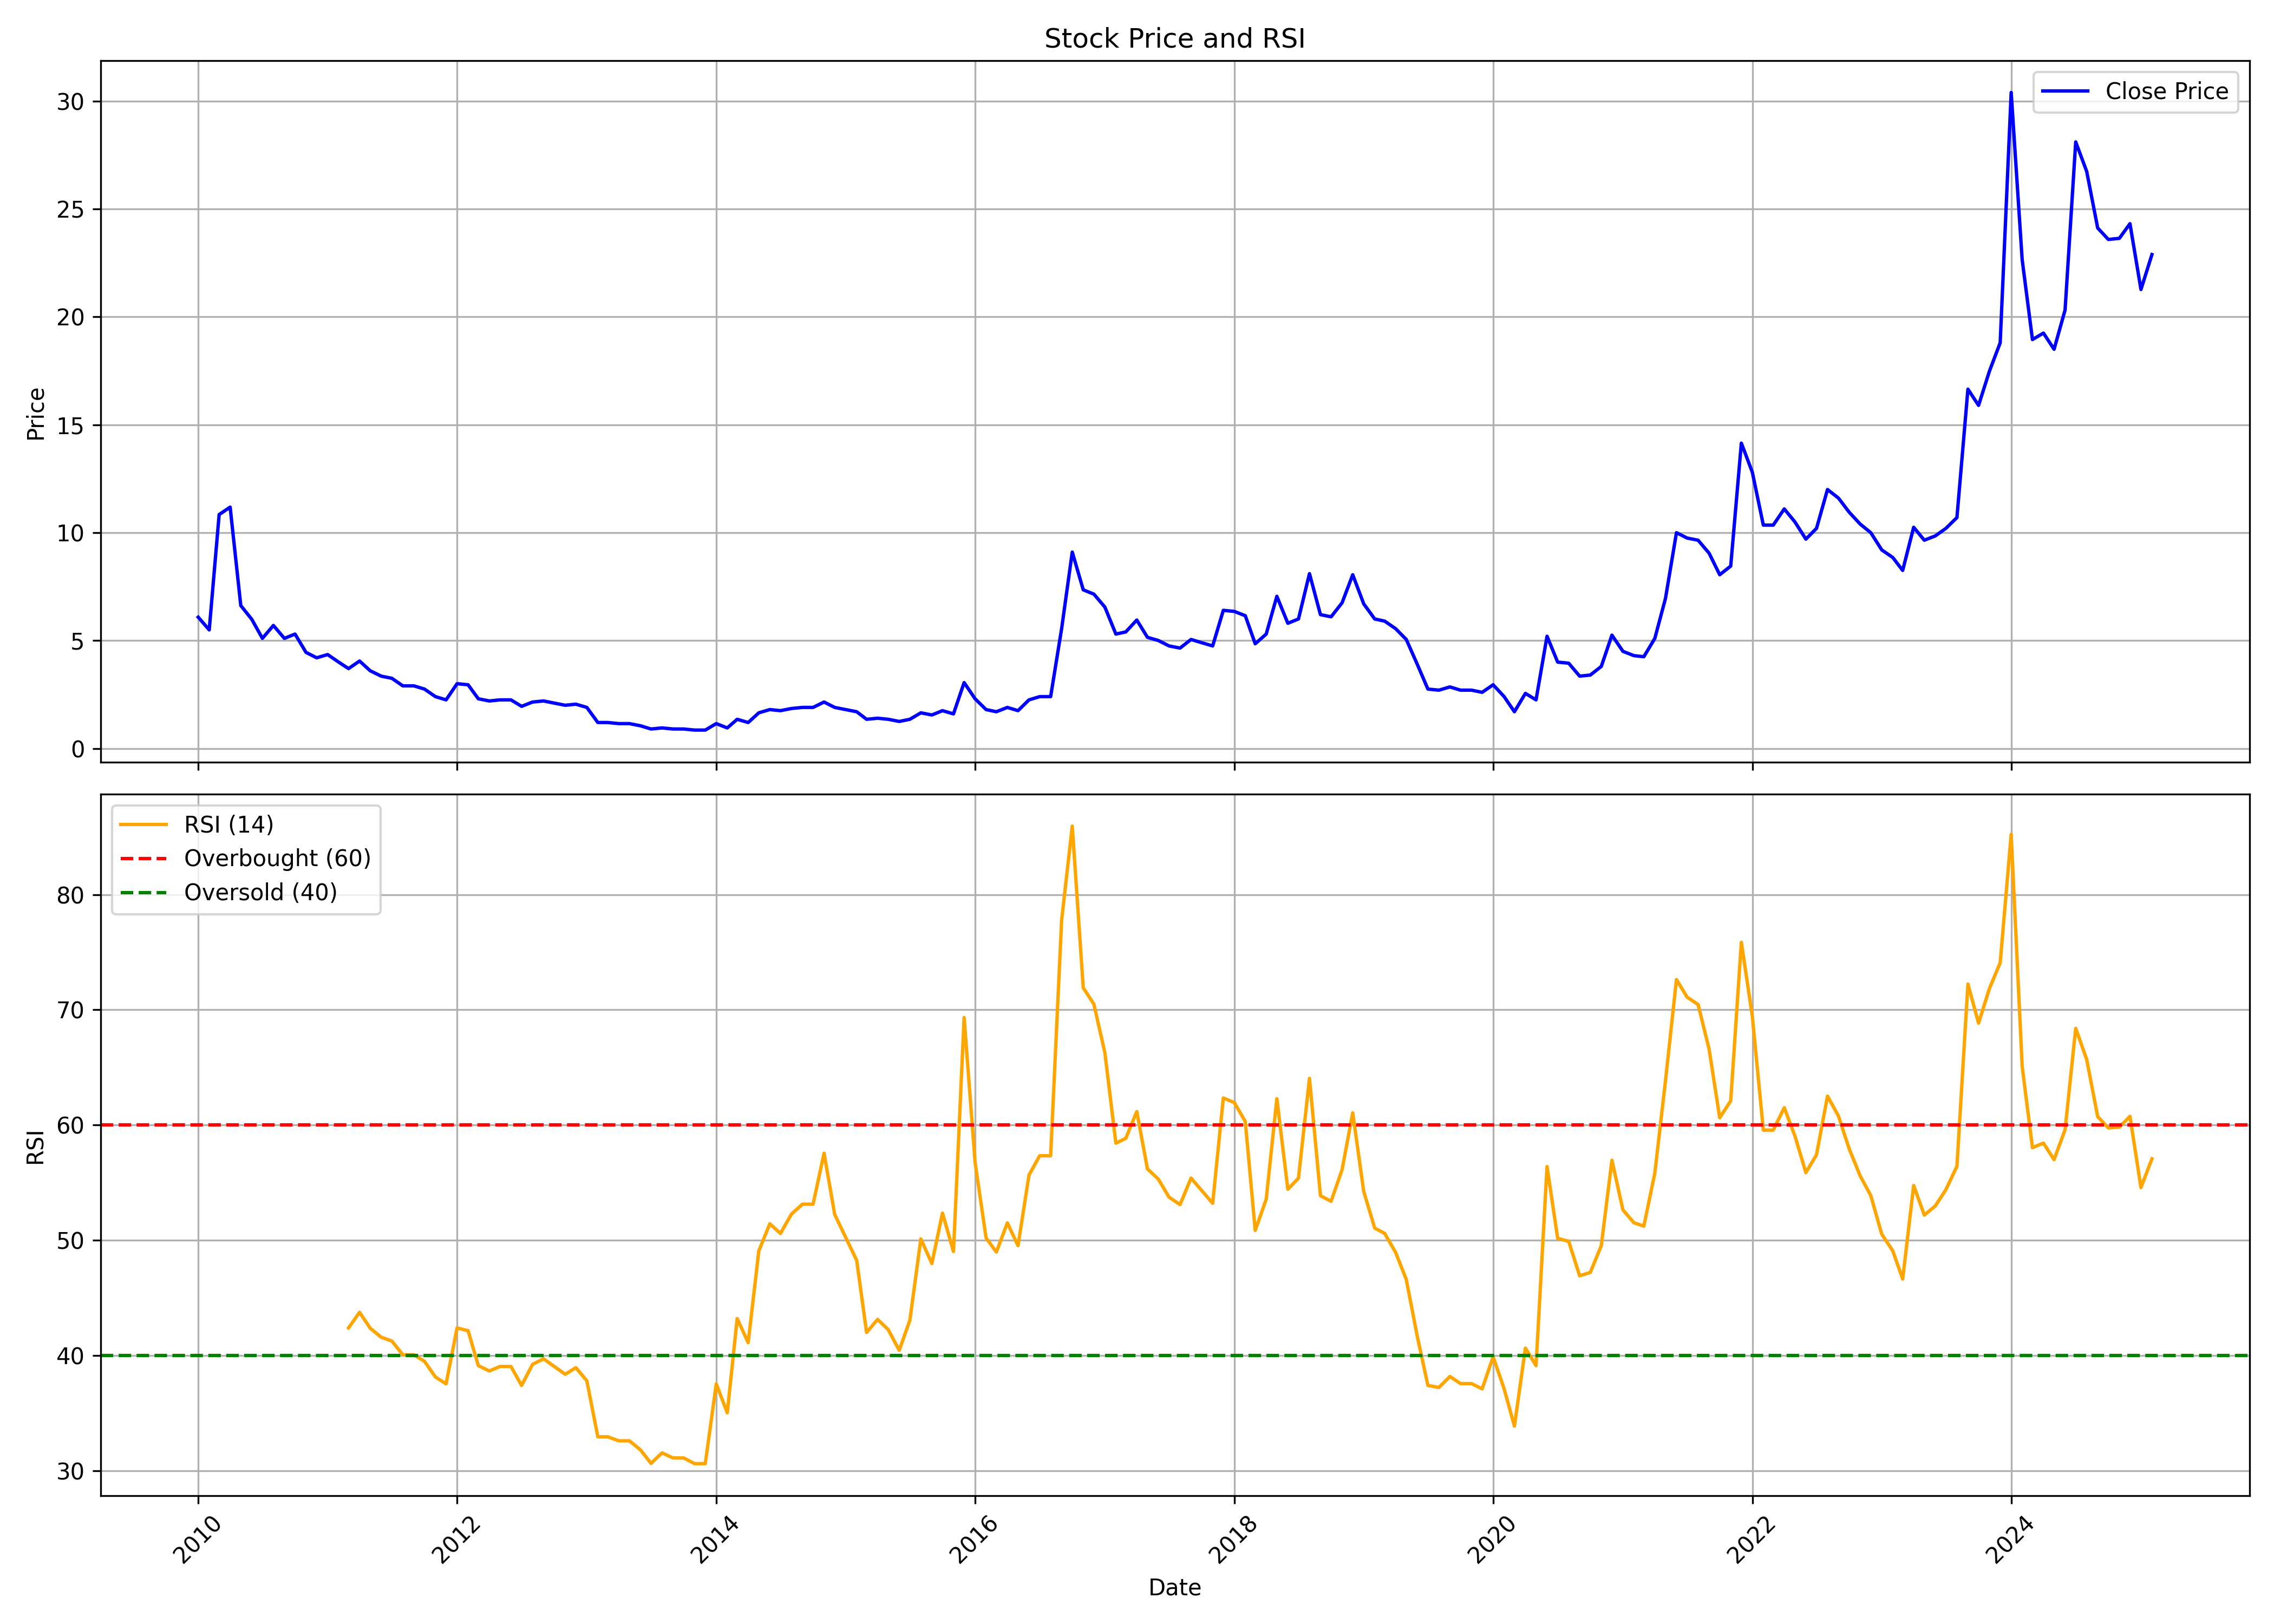 Stock Price and RSI
Close Price
30
25
20
15
10
5
0
Price
RSI (14)
Overbought (60)
Oversold (40)
80
70
60
50
40
30
RSI
2010
2012
2014
2016
2018
2020
2022
2024
Date